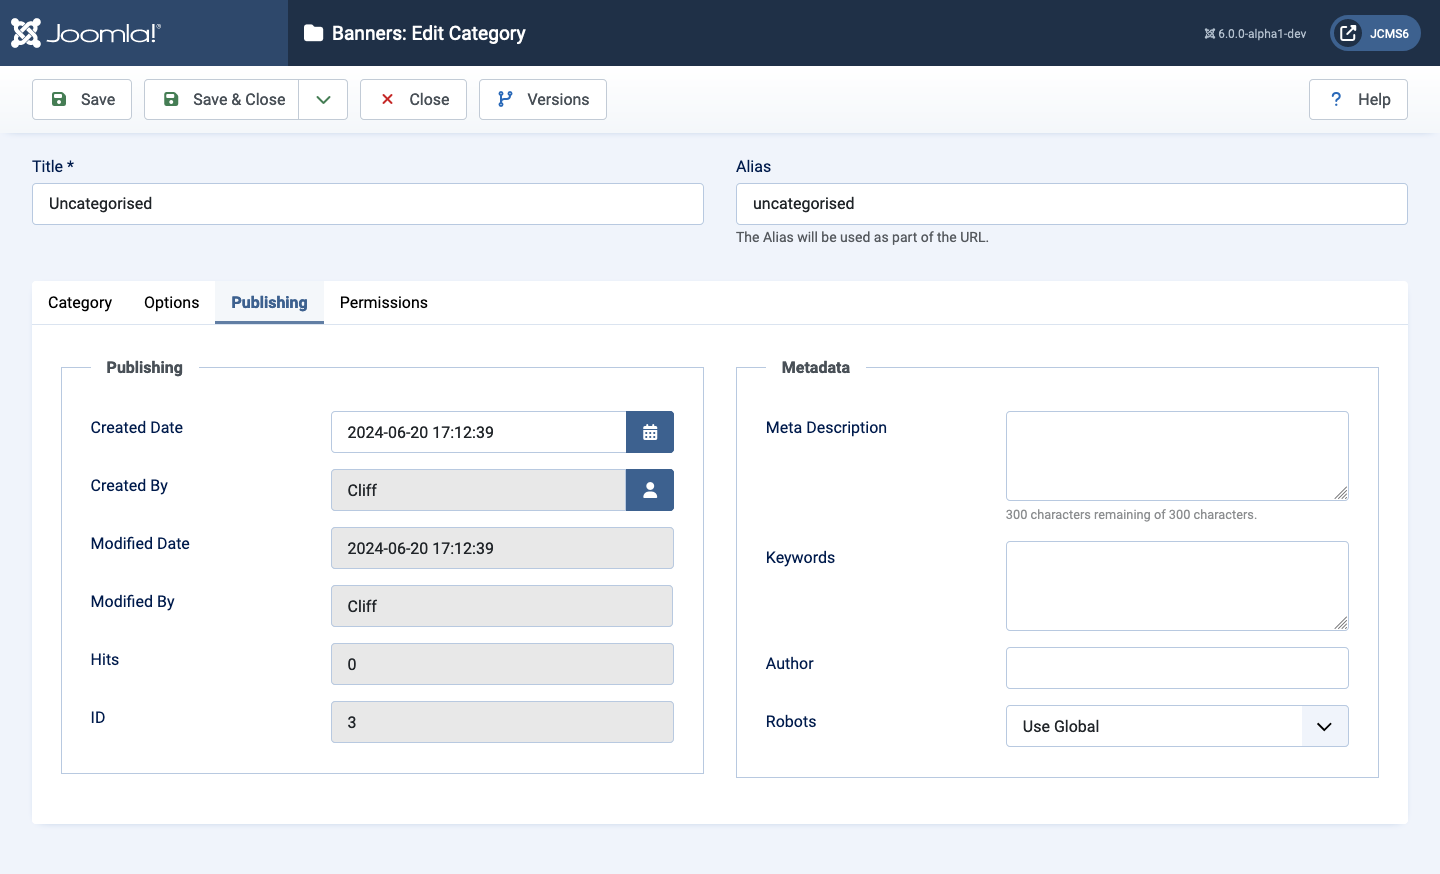 Joomla!®
Banners: Edit Category
6.0.0-alpha1-dev
JCMS6
Save
Save & Close
Close
Versions
? Help
Title *
Alias
Uncategorised
uncategorised
The Alias will be used as part of the URL.
Category Options Publishing Permissions
Publishing
Created Date
2024-06-20 17:12:39
Created By
Cliff
Modified Date
2024-06-20 17:12:39
Modified By
Cliff
Hits
0
ID
3
Metadata
Meta Description
300 characters remaining of 300 characters.
Keywords
Author
Robots
Use Global